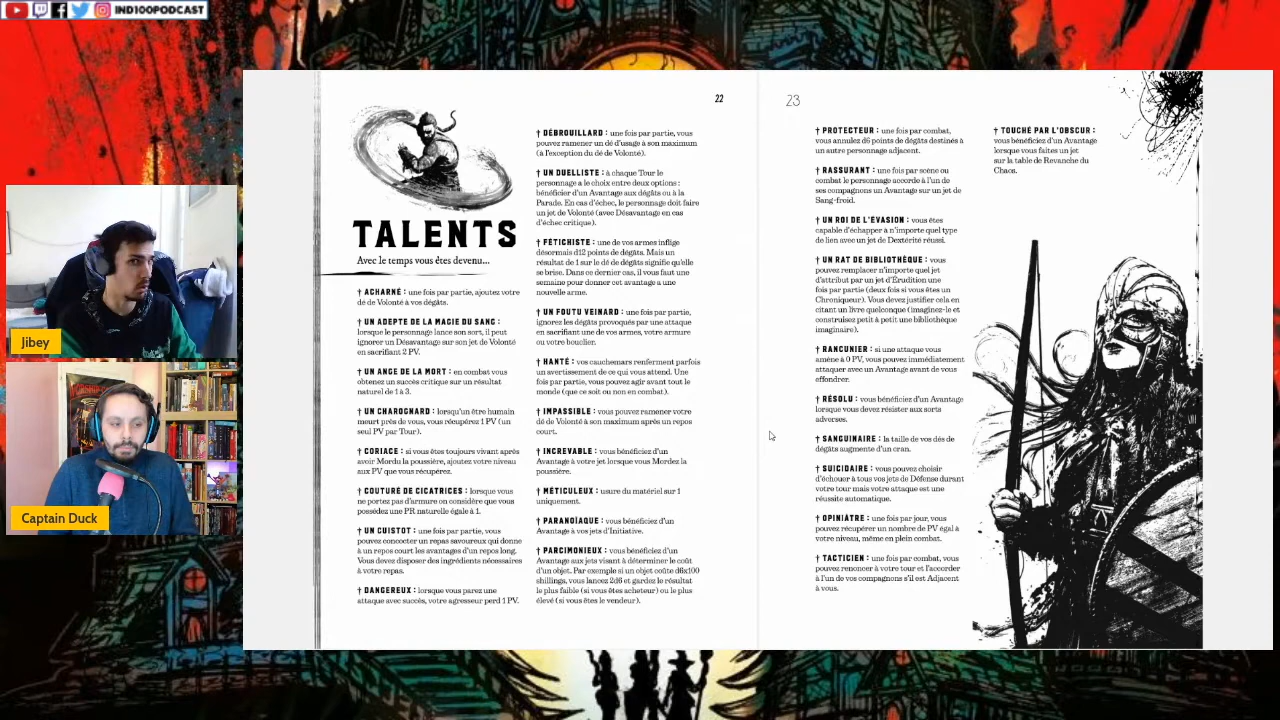 IND100PODCAST
22
TALENTS
Avec le temps vous êtes devenu...
† ACHARNÉ : une fois par partie, ajoutez votre
dé de Volonté à vos dégâts.
† UN ADEPTE DE LA MAGIE DU SANG :
lorsque le personnage lance son sort, il peut
ignorer un Désavantage sur son jet de Volonté
en sacrifiant 2 PV.
† UN ANGE DE LA MORT : en combat vous
obtenez un succès critique sur un résultat
naturel de 1 à 3.
† UN CHAROGNARD : lorsqu'un être humain
meurt près de vous, vous récupérez 1 PV (un
seul PV par Tour).
† CORIACE : si vous êtes toujours vivant après
avoir Mordu la poussière, ajoutez votre niveau
aux PV que vous récupérez.
† COUTURÉ DE CICATRICES : lorsque vous
ne portez pas d'armure on considère que vous
possédez une PR naturelle égale à 1.
† UN CUISTOT : une fois par partie, vous
pouvez concocter un repas savoureux qui donne
à un repos court les avantages d'un repos long.
Vous devez disposer des ingrédients nécessaires
à votre repas.
† DANGEREUX : lorsque vous parez une
attaque avec succès, votre agresseur perd 1 PV.
† DÉBROUILLARD : une fois par partie, vous
pouvez ramener un dé d'usage à son maximum
(à l'exception du dé de Volonté).
† UN DUELLISTE : à chaque Tour le
personnage a le choix entre deux options :
bénéficier d'un Avantage aux dégâts ou à la
Parade. En cas d'échec, le personnage doit faire
un jet de Volonté (avec Désavantage en cas
d'échec critique).
† FÉTICHISTE : une de vos armes inflige
désormais d12 points de dégâts. Mais un
résultat de 1 sur le dé de dégâts signifie qu'elle
se brise. Dans ce dernier cas, il vous faut une
semaine pour donner cet avantage à une
nouvelle arme.
† UN FOUTU VEINARD : une fois par partie,
ignorez les dégâts provoqués par une attaque
en sacrifiant une de vos armes, votre armure
ou votre bouclier.
† HANTÉ : vos cauchemars renferment parfois
un avertissement de ce qui vous attend. Une
fois par partie, vous pouvez agir avant tout le
monde (que ce soit ou non en combat).
† IMPASSIBLE : vous pouvez ramener votre
dé de Volonté à son maximum après un repos
court.
† INCREVABLE : vous bénéficiez d'un
Avantage à votre jet lorsque vous Mordez la
poussière.
† MÉTICULEUX : usure du matériel sur 1
uniquement.
† PARANOÏAQUE : vous bénéficiez d'un
Avantage à vos jets d'Initiative.
† PARCIMONIEUX : vous bénéficiez d'un
Avantage aux jets visant à déterminer le coût
d'un objet. Par exemple si un objet coûte d6x100
shillings, vous lancez 2d6 et gardez le résultat
le plus faible (si vous êtes acheteur) ou le plus
élevé (si vous êtes le vendeur).
23
† PROTECTEUR : une fois par combat,
vous annulez d6 points de dégâts destinés à
un autre personnage adjacent.
† RASSURANT : une fois par scène ou
combat le personnage accorde à l'un de
ses compagnons un Avantage sur un jet de
Sang-froid.
† UN ROI DE L'ÉVASION : vous êtes
capable d'échapper à n'importe quel type
de lien avec un jet de Dextérité réussi.
† UN RAT DE BIBLIOTHÈQUE : vous
pouvez remplacer n'importe quel jet
d'attribut par un jet d'Érudition une
fois par partie (deux fois si vous êtes un
Chroniqueur). Vous devez justifier cela en
citant un livre quelconque (imaginez-le et
construisez petit à petit une bibliothèque
imaginaire).
† RANCUNIER : si une attaque vous
amène à 0 PV, vous pouvez immédiatement
attaquer avec un Avantage avant de vous
effondrer.
† RÉSOLU : vous bénéficiez d'un Avantage
lorsque vous devez résister aux sorts
adverses.
† SANGUINAIRE : la taille de vos dés de
dégâts augmente d'un cran.
† SUICIDAIRE : vous pouvez choisir
d'échouer à tous vos jets de Défense durant
votre tour mais votre attaque est une
réussite automatique.
† OPINIÂTRE : une fois par jour, vous
pouvez récupérer un nombre de PV égal à
votre niveau, même en plein combat.
† TACTICIEN : une fois par combat, vous
pouvez renoncer à votre tour et l'accorder
à l'un de vos compagnons s'il est Adjacent
à vous.
† TOUCHÉ PAR L'OBSCUR :
vous bénéficiez d'un Avantage
lorsque vous faites un jet
sur la table de Revanche du
Chaos.
Jibey
Captain Duck